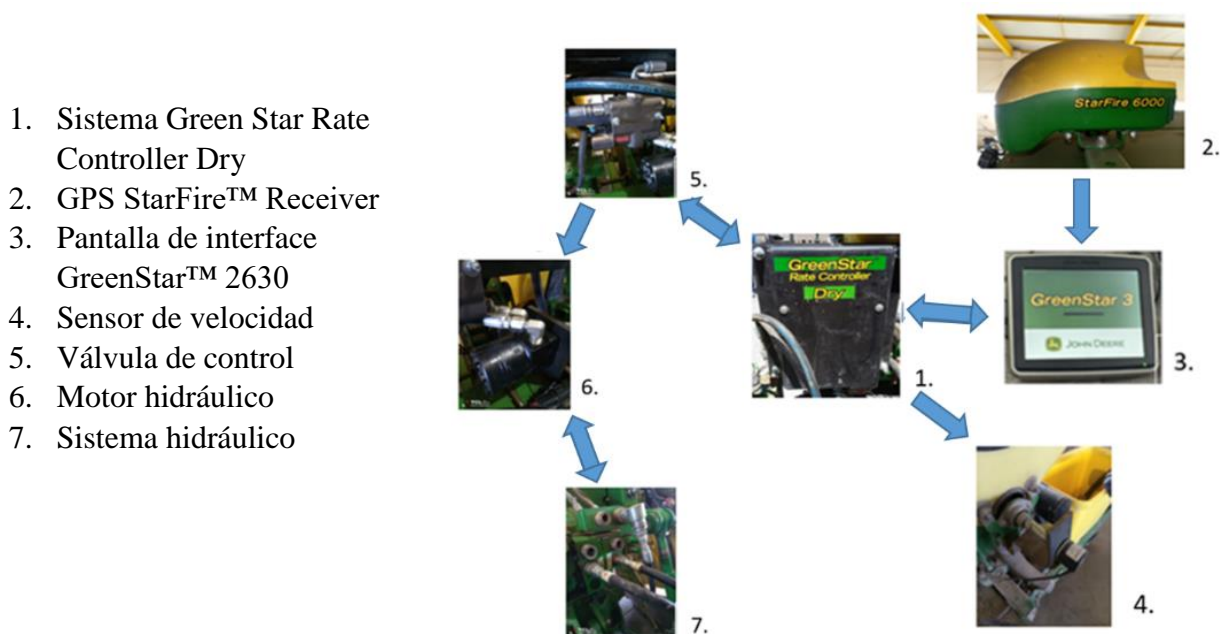 1. Sistema Green Star Rate
Controller Dry
2. GPS StarFire™ Receiver
3. Pantalla de interface
GreenStar™ 2630
4. Sensor de velocidad
5. Válvula de control
6. Motor hidráulico
7. Sistema hidráulico
StarFire 6000
2.
5.
GreenStar
Rate Controller
Dry
1.
GreenStar 3
JOHN DEERE
3.
6.
4.
7.